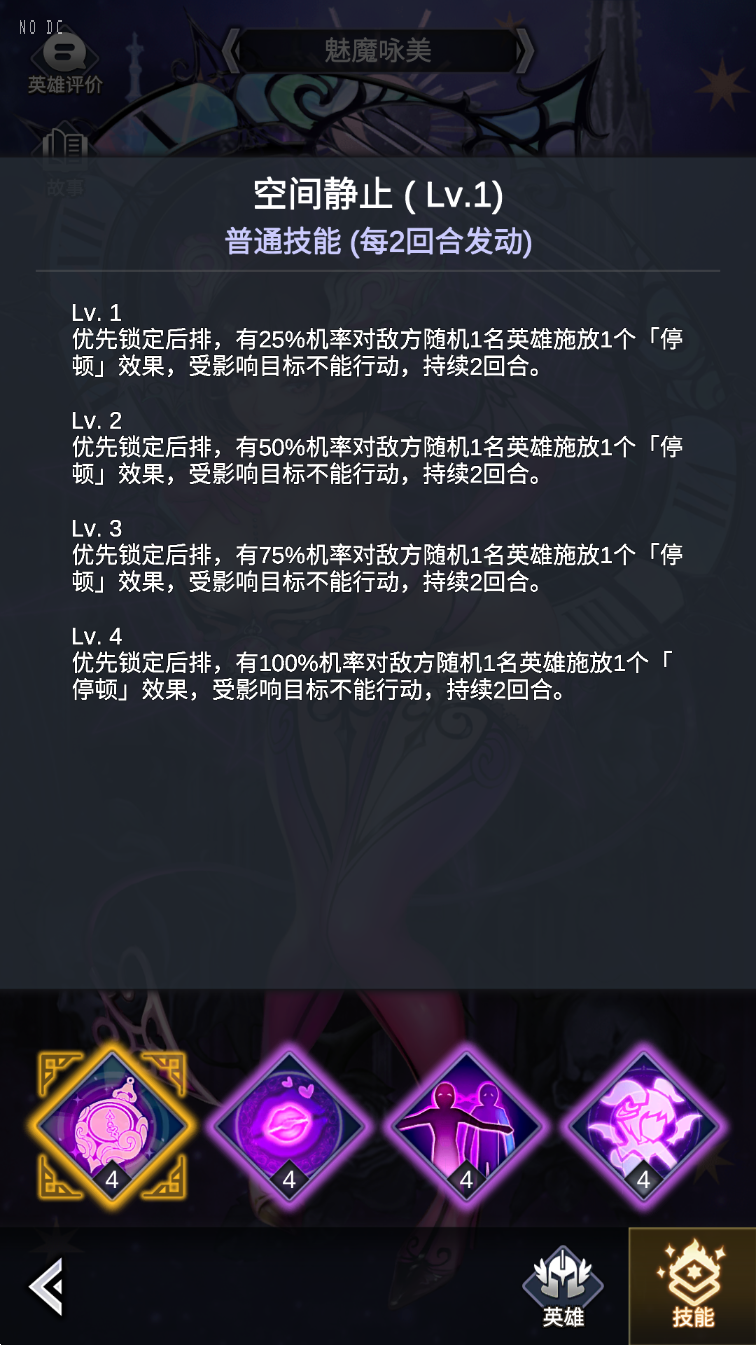 NO DC
魅魔咏美
英雄评价
故事
空间静止 ( Lv.1)
普通技能 (每2回合发动)
Lv. 1
优先锁定后排，有25%机率对敌方随机1名英雄施放1个「停
顿」效果，受影响目标不能行动，持续2回合。
Lv. 2
优先锁定后排，有50%机率对敌方随机1名英雄施放1个「停
顿」效果，受影响目标不能行动，持续2回合。
Lv. 3
优先锁定后排，有75%机率对敌方随机1名英雄施放1个「停
顿」效果，受影响目标不能行动，持续2回合。
Lv. 4
优先锁定后排，有100%机率对敌方随机1名英雄施放1个「
停顿」效果，受影响目标不能行动，持续2回合。
4 4 4 4
英雄 技能